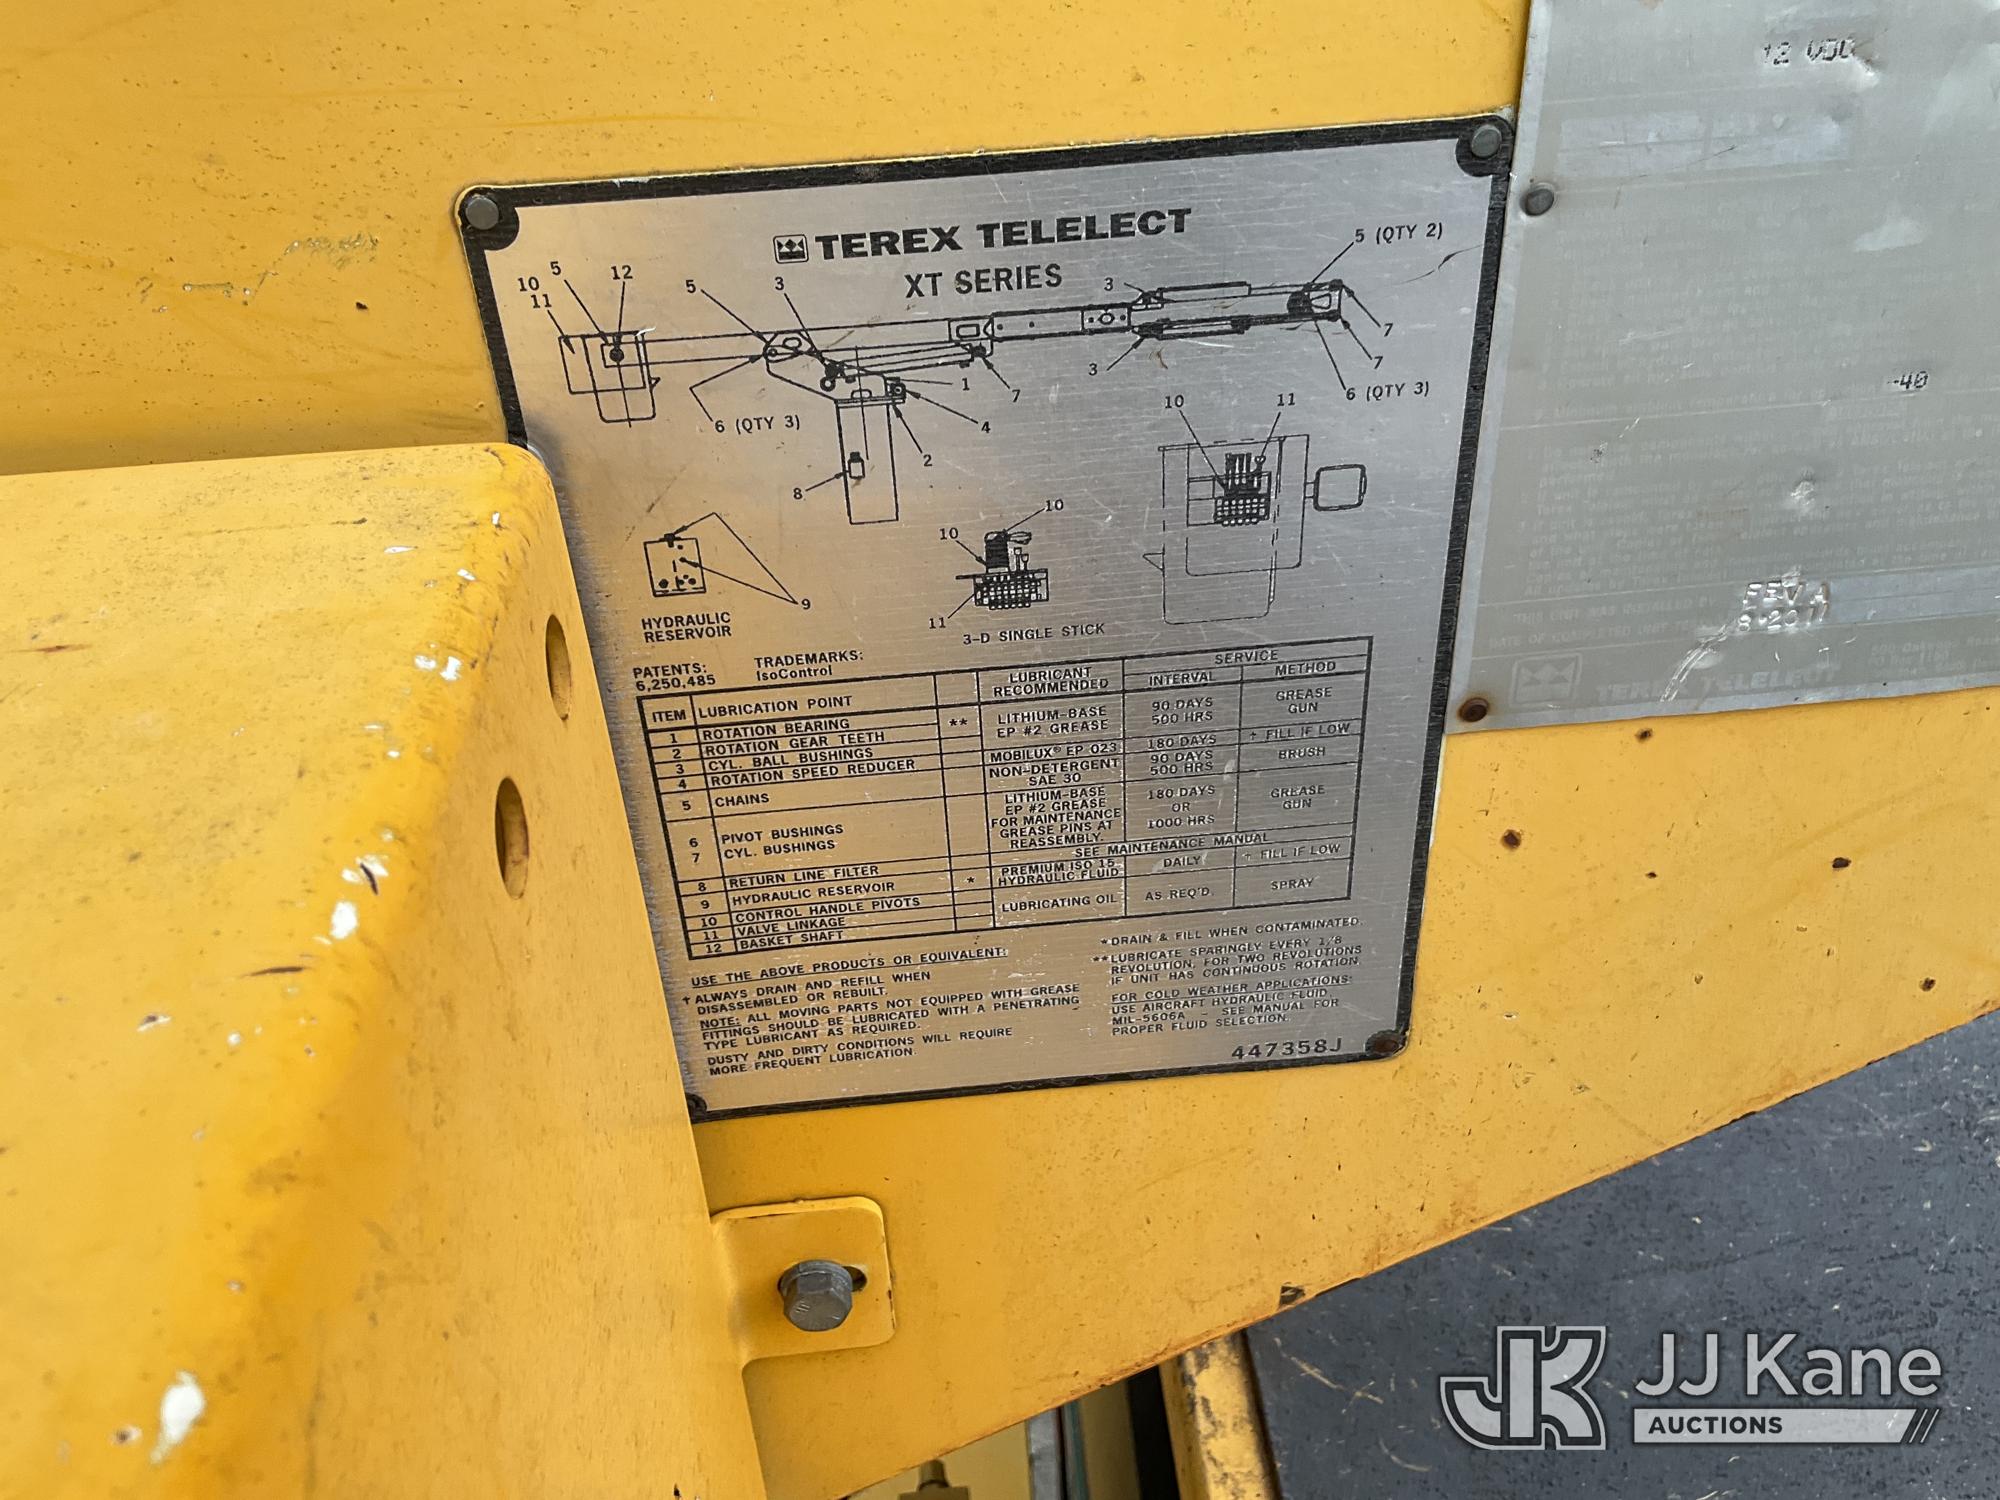 12 VDC
TEREX TELELECT
XT SERIES
5 (QTY 2)
10
5
12
11
5
3
3
7
7
3
1
7
6 (QTY 3)
6 (QTY 3)
4
2
8
10
11
-40
10
10
9
11
HYDRAULIC
RESERVOIR
3-D SINGLE STICK
FEVA
8-2011
PATENTS:
6,250,485
TRADEMARKS:
IsoControl
ITEM LUBRICATION POINT LUBRICANT RECOMMENDED SERVICE INTERVAL METHOD
1 ROTATION BEARING ** LITHIUM-BASE EP #2 GREASE 90 DAYS 500 HRS GREASE GUN
2 ROTATION GEAR TEETH
3 CYL. BALL BUSHINGS
4 ROTATION SPEED REDUCER MOBILUX® EP 023 180 DAYS † FILL IF LOW
5 CHAINS NON-DETERGENT SAE 30 90 DAYS 500 HRS BRUSH
6 PIVOT BUSHINGS LITHIUM-BASE EP #2 GREASE FOR MAINTENANCE GREASE PINS AT REASSEMBLY. 180 DAYS OR 1000 HRS GREASE GUN
7 CYL. BUSHINGS
8 RETURN LINE FILTER SEE MAINTENANCE MANUAL
9 HYDRAULIC RESERVOIR * PREMIUM ISO 15 HYDRAULIC FLUID DAILY † FILL IF LOW
10 CONTROL HANDLE PIVOTS LUBRICATING OIL AS REQ'D. SPRAY
11 VALVE LINKAGE
12 BASKET SHAFT
USE THE ABOVE PRODUCTS OR EQUIVALENT:
† ALWAYS DRAIN AND REFILL WHEN
DISASSEMBLED OR REBUILT.
NOTE: ALL MOVING PARTS NOT EQUIPPED WITH GREASE
FITTINGS SHOULD BE LUBRICATED WITH A PENETRATING
TYPE LUBRICANT AS REQUIRED.
DUSTY AND DIRTY CONDITIONS WILL REQUIRE
MORE FREQUENT LUBRICATION.
*DRAIN & FILL WHEN CONTAMINATED.
**LUBRICATE SPARINGLY EVERY 1/8
REVOLUTION, FOR TWO REVOLUTIONS
IF UNIT HAS CONTINUOUS ROTATION.
FOR COLD WEATHER APPLICATIONS:
USE AIRCRAFT HYDRAULIC FLUID
MIL-5606A - SEE MANUAL FOR
PROPER FLUID SELECTION.
447358J
THIS UNIT WAS INSTALLED BY
TEREX TELELECT
JK
JJ Kane
AUCTIONS